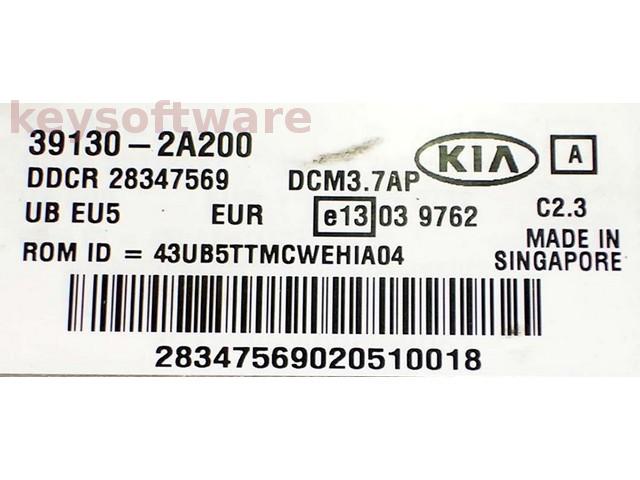 keysoftware
39130-2A200
KIA
A
DDCR 28347569 DCM3.7AP
UB EU5 EUR e13 03 9762 C2.3
ROM ID = 43UB5TTMCWEHIA04
MADE IN
SINGAPORE
28347569020510018